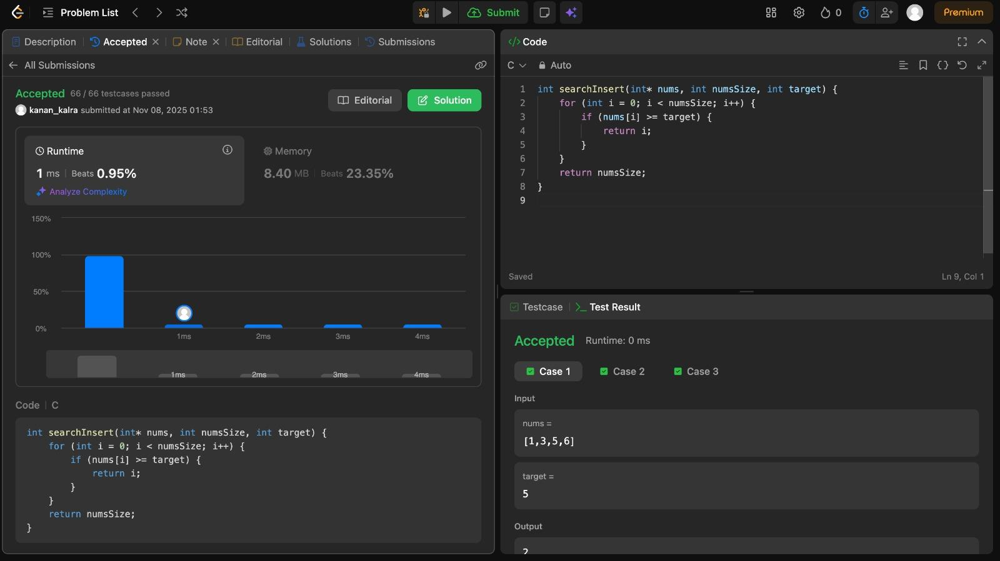 Problem List
Submit
0
Premium
Description
Accepted
Note
Editorial
Solutions
Submissions
All Submissions
Accepted 66 / 66 testcases passed
kanan_kalra submitted at Nov 08, 2025 01:53
Editorial
Solution
Runtime
1 ms | Beats 0.95%
Analyze Complexity
Memory
8.40 MB | Beats 23.35%
150%
100%
50%
0%
1ms 2ms 3ms 4ms
1ms 2ms 3ms 4ms
Code | C
int searchInsert(int* nums, int numsSize, int target) {
    for (int i = 0; i < numsSize; i++) {
        if (nums[i] >= target) {
            return i;
        }
    }
    return numsSize;
}
Code
C
Auto
1 int searchInsert(int* nums, int numsSize, int target) {
2     for (int i = 0; i < numsSize; i++) {
3         if (nums[i] >= target) {
4             return i;
5         }
6     }
7     return numsSize;
8 }
9
Saved
Ln 9, Col 1
Testcase
Test Result
Accepted Runtime: 0 ms
Case 1
Case 2
Case 3
Input
nums =
[1,3,5,6]
target =
5
Output
2